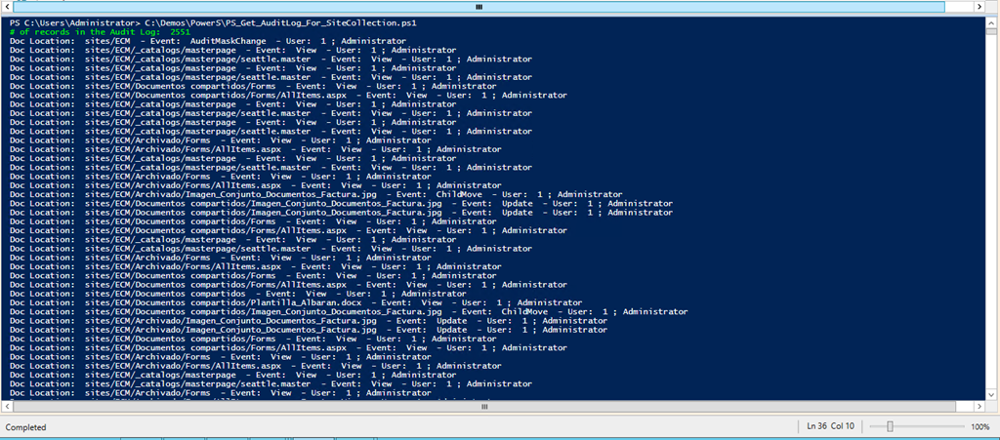 PS C:\Users\Administrator> C:\Demos\PowerS\PS_Get_AuditLog_For_SiteCollection.ps1
# of records in the Audit Log:  2551
Doc Location:  sites/ECM  - Event:  AuditMaskChange  - User:  1 ; Administrator
Doc Location:  sites/ECM/_catalogs/masterpage  - Event:  View  - User:  1 ; Administrator
Doc Location:  sites/ECM/_catalogs/masterpage/seattle.master  - Event:  View  - User:  1 ; Administrator
Doc Location:  sites/ECM/_catalogs/masterpage  - Event:  View  - User:  1 ; Administrator
Doc Location:  sites/ECM/_catalogs/masterpage/seattle.master  - Event:  View  - User:  1 ; Administrator
Doc Location:  sites/ECM/Documentos compartidos/Forms  - Event:  View  - User:  1 ; Administrator
Doc Location:  sites/ECM/Documentos compartidos/Forms/AllItems.aspx  - Event:  View  - User:  1 ; Administrator
Doc Location:  sites/ECM/_catalogs/masterpage  - Event:  View  - User:  1 ; Administrator
Doc Location:  sites/ECM/_catalogs/masterpage/seattle.master  - Event:  View  - User:  1 ; Administrator
Doc Location:  sites/ECM/_catalogs/masterpage  - Event:  View  - User:  1 ; Administrator
Doc Location:  sites/ECM/_catalogs/masterpage/seattle.master  - Event:  View  - User:  1 ; Administrator
Doc Location:  sites/ECM/Archivado/Forms  - Event:  View  - User:  1 ; Administrator
Doc Location:  sites/ECM/Archivado/Forms/AllItems.aspx  - Event:  View  - User:  1 ; Administrator
Doc Location:  sites/ECM/_catalogs/masterpage  - Event:  View  - User:  1 ; Administrator
Doc Location:  sites/ECM/_catalogs/masterpage/seattle.master  - Event:  View  - User:  1 ; Administrator
Doc Location:  sites/ECM/Archivado/Forms  - Event:  View  - User:  1 ; Administrator
Doc Location:  sites/ECM/Archivado/Forms/AllItems.aspx  - Event:  View  - User:  1 ; Administrator
Doc Location:  sites/ECM/Archivado/Imagen_Conjunto_Documentos_Factura.jpg  - Event:  ChildMove  - User:  1 ; Administrator
Doc Location:  sites/ECM/Documentos compartidos/Imagen_Conjunto_Documentos_Factura.jpg  - Event:  Update  - User:  1 ; Administrator
Doc Location:  sites/ECM/Documentos compartidos/Imagen_Conjunto_Documentos_Factura.jpg  - Event:  Update  - User:  1 ; Administrator
Doc Location:  sites/ECM/Documentos compartidos/Forms  - Event:  View  - User:  1 ; Administrator
Doc Location:  sites/ECM/Documentos compartidos/Forms/AllItems.aspx  - Event:  View  - User:  1 ; Administrator
Doc Location:  sites/ECM/_catalogs/masterpage  - Event:  View  - User:  1 ; Administrator
Doc Location:  sites/ECM/_catalogs/masterpage/seattle.master  - Event:  View  - User:  1 ; Administrator
Doc Location:  sites/ECM/Archivado/Forms  - Event:  View  - User:  1 ; Administrator
Doc Location:  sites/ECM/Archivado/Forms/AllItems.aspx  - Event:  View  - User:  1 ; Administrator
Doc Location:  sites/ECM/Documentos compartidos/Forms  - Event:  View  - User:  1 ; Administrator
Doc Location:  sites/ECM/Documentos compartidos/Forms/AllItems.aspx  - Event:  View  - User:  1 ; Administrator
Doc Location:  sites/ECM/Documentos compartidos  - Event:  View  - User:  1 ; Administrator
Doc Location:  sites/ECM/Documentos compartidos/Plantilla_Albaran.docx  - Event:  View  - User:  1 ; Administrator
Doc Location:  sites/ECM/Documentos compartidos/Imagen_Conjunto_Documentos_Factura.jpg  - Event:  ChildMove  - User:  1 ; Administrator
Doc Location:  sites/ECM/Archivado/Imagen_Conjunto_Documentos_Factura.jpg  - Event:  Update  - User:  1 ; Administrator
Doc Location:  sites/ECM/Archivado/Imagen_Conjunto_Documentos_Factura.jpg  - Event:  Update  - User:  1 ; Administrator
Doc Location:  sites/ECM/Documentos compartidos/Forms  - Event:  View  - User:  1 ; Administrator
Doc Location:  sites/ECM/Documentos compartidos/Forms/AllItems.aspx  - Event:  View  - User:  1 ; Administrator
Doc Location:  sites/ECM/Archivado/Forms  - Event:  View  - User:  1 ; Administrator
Doc Location:  sites/ECM/Archivado/Forms/AllItems.aspx  - Event:  View  - User:  1 ; Administrator
Doc Location:  sites/ECM/_catalogs/masterpage  - Event:  View  - User:  1 ; Administrator
Doc Location:  sites/ECM/_catalogs/masterpage/seattle.master  - Event:  View  - User:  1 ; Administrator
Doc Location:  sites/ECM/Archivado/Forms  - Event:  View  - User:  1 ; Administrator
Completed
Ln 36 Col 10
100%